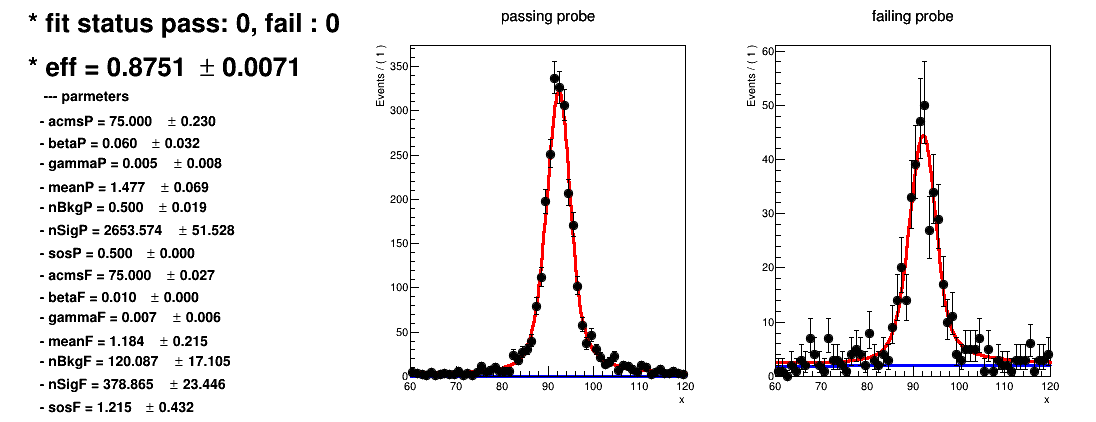 * fit status pass: 0, fail : 0
* eff = 0.8751 ± 0.0071
--- parmeters
- acmsP = 75.000 ± 0.230
- betaP = 0.060 ± 0.032
- gammaP = 0.005 ± 0.008
- meanP = 1.477 ± 0.069
- nBkgP = 0.500 ± 0.019
- nSigP = 2653.574 ± 51.528
- sosP = 0.500 ± 0.000
- acmsF = 75.000 ± 0.027
- betaF = 0.010 ± 0.000
- gammaF = 0.007 ± 0.006
- meanF = 1.184 ± 0.215
- nBkgF = 120.087 ± 17.105
- nSigF = 378.865 ± 23.446
- sosF = 1.215 ± 0.432
passing probe
Events / ( 1 )
350
300
250
200
150
100
50
0
60 70 80 90 100 110 120
x
failing probe
Events / ( 1 )
60
50
40
30
20
10
0
60 70 80 90 100 110 120
x